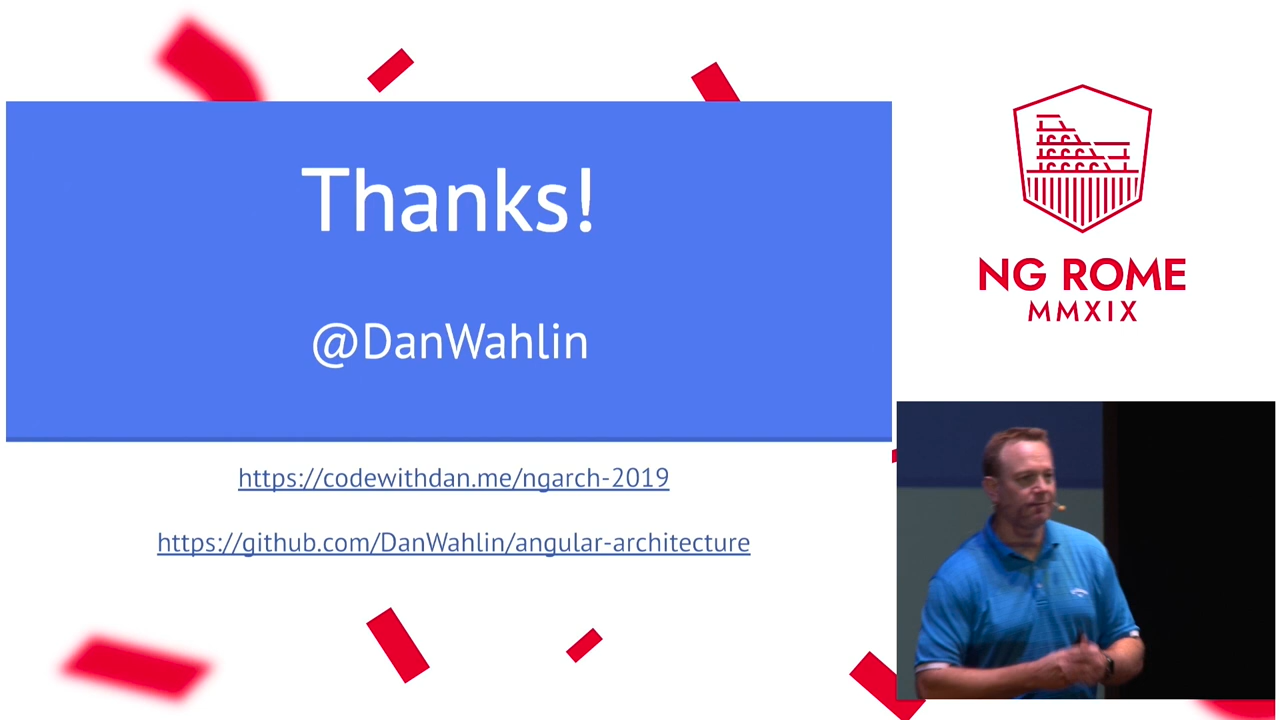 Thanks!
@DanWahlin
https://codewithdan.me/ngarch-2019
https://github.com/DanWahlin/angular-architecture
NG ROME
MMXIX